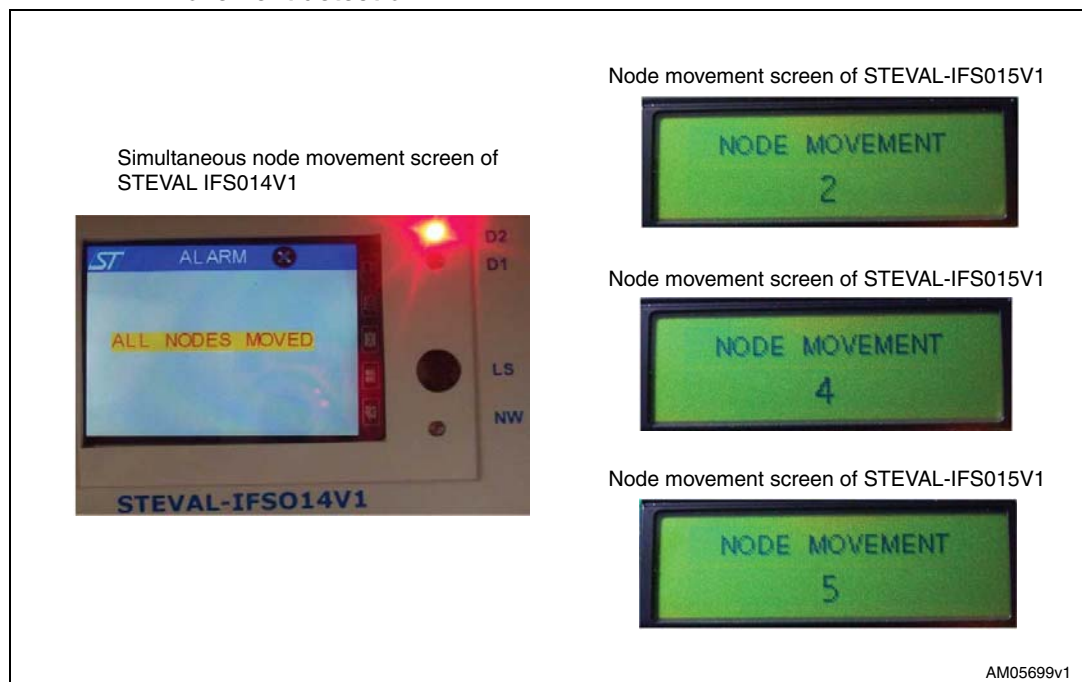 Simultaneous node movement screen of
STEVAL IFS014V1
ST
ALARM
ALL NODES MOVED
D2
D1
LS
NW
STEVAL-IFSO14V1
Node movement screen of STEVAL-IFS015V1
NODE MOVEMENT
2
Node movement screen of STEVAL-IFS015V1
NODE MOVEMENT
4
Node movement screen of STEVAL-IFS015V1
NODE MOVEMENT
5
AM05699v1